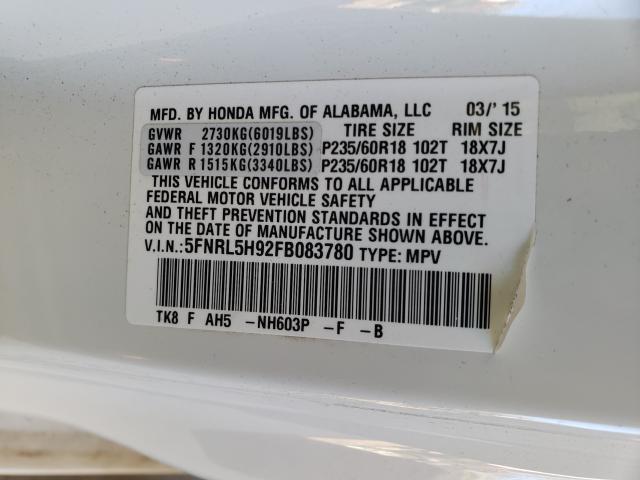 MFD. BY HONDA MFG. OF ALABAMA, LLC 03/'15
GVWR 2730KG(6019LBS) TIRE SIZE RIM SIZE
GAWR F 1320KG(2910LBS) P235/60R18 102T 18X7J
GAWR R 1515KG(3340LBS) P235/60R18 102T 18X7J
THIS VEHICLE CONFORMS TO ALL APPLICABLE
FEDERAL MOTOR VEHICLE SAFETY
AND THEFT PREVENTION STANDARDS IN EFFECT
ON THE DATE OF MANUFACTURE SHOWN ABOVE.
V.I.N.:5FNRL5H92FB083780 TYPE: MPV
TK8 F AH5 -NH603P -F -B